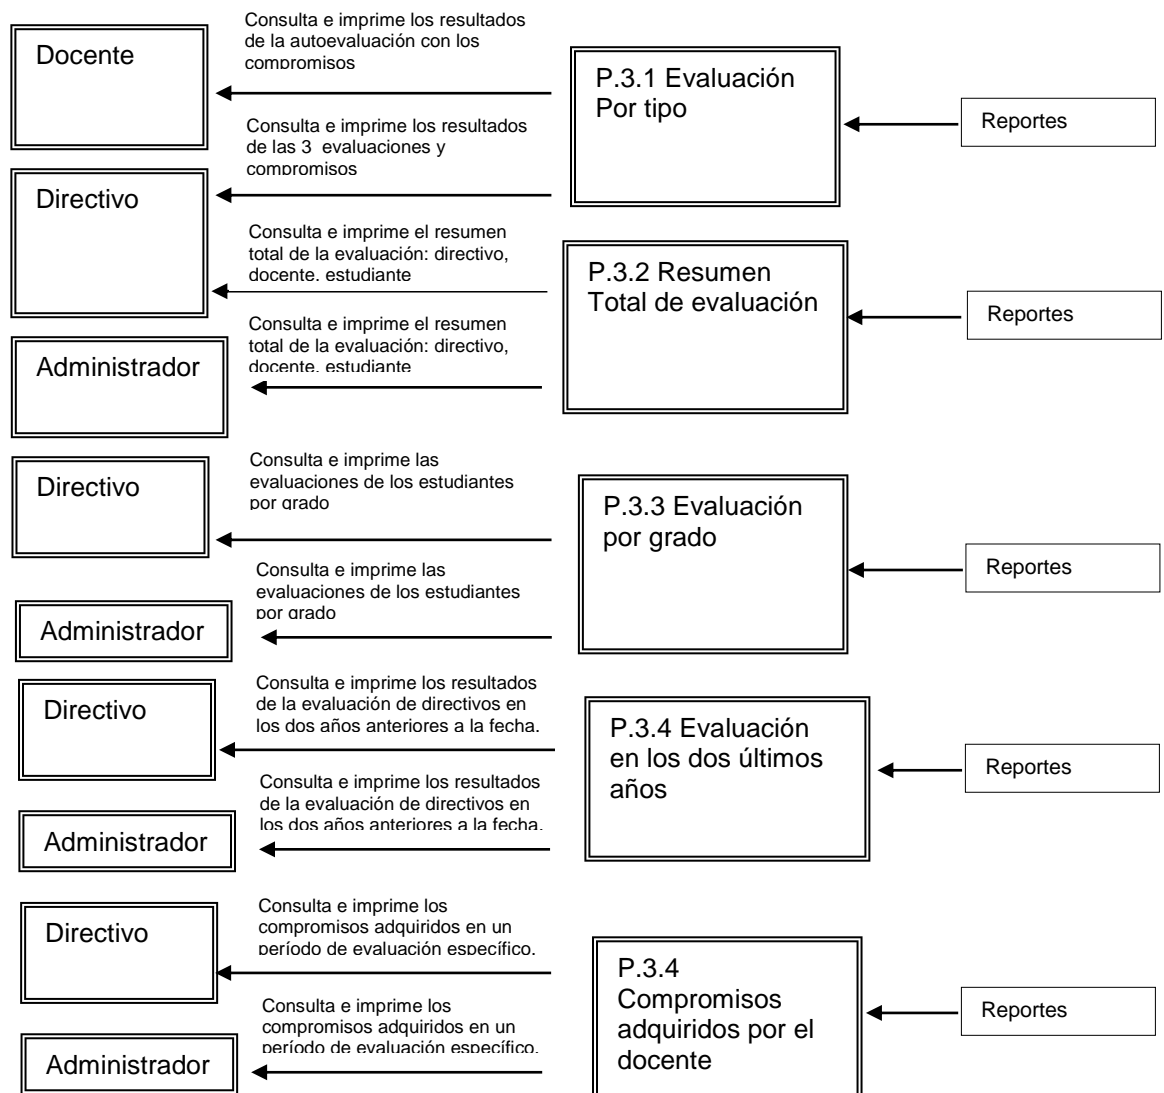 Docente
Consulta e imprime los resultados
de la autoevaluación con los
compromisos
P.3.1 Evaluación
Por tipo
Reportes
Consulta e imprime los resultados
de las 3 evaluaciones y
compromisos
Directivo
Consulta e imprime el resumen
total de la evaluación: directivo,
docente, estudiante
P.3.2 Resumen
Total de evaluación
Reportes
Consulta e imprime el resumen
total de la evaluación: directivo,
docente, estudiante
Administrador
Directivo
Consulta e imprime las
evaluaciones de los estudiantes
por grado
P.3.3 Evaluación
por grado
Reportes
Consulta e imprime las
evaluaciones de los estudiantes
por grado
Administrador
Directivo
Consulta e imprime los resultados
de la evaluación de directivos en
los dos años anteriores a la fecha.
P.3.4 Evaluación
en los dos últimos
años
Reportes
Consulta e imprime los resultados
de la evaluación de directivos en
los dos años anteriores a la fecha.
Administrador
Directivo
Consulta e imprime los
compromisos adquiridos en un
período de evaluación específico.
P.3.4
Compromisos
adquiridos por el
docente
Reportes
Consulta e imprime los
compromisos adquiridos en un
período de evaluación específico.
Administrador